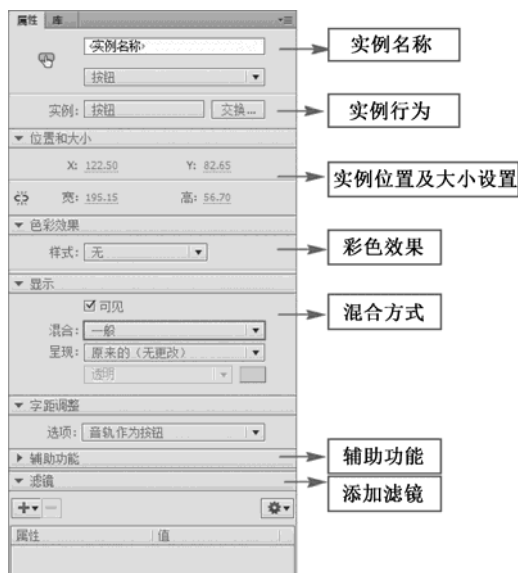 属性 库
<实例名称>
实例名称
按钮
实例: 按钮 交换...
实例行为
位置和大小
X: 122.50 Y: 82.65
实例位置及大小设置
宽: 195.15 高: 56.70
色彩效果
样式: 无
彩色效果
显示
可见
混合方式
混合: 一般
呈现: 原来的（无更改）
透明
字距调整
选项: 音轨作为按钮
辅助功能
辅助功能
滤镜
添加滤镜
属性 值